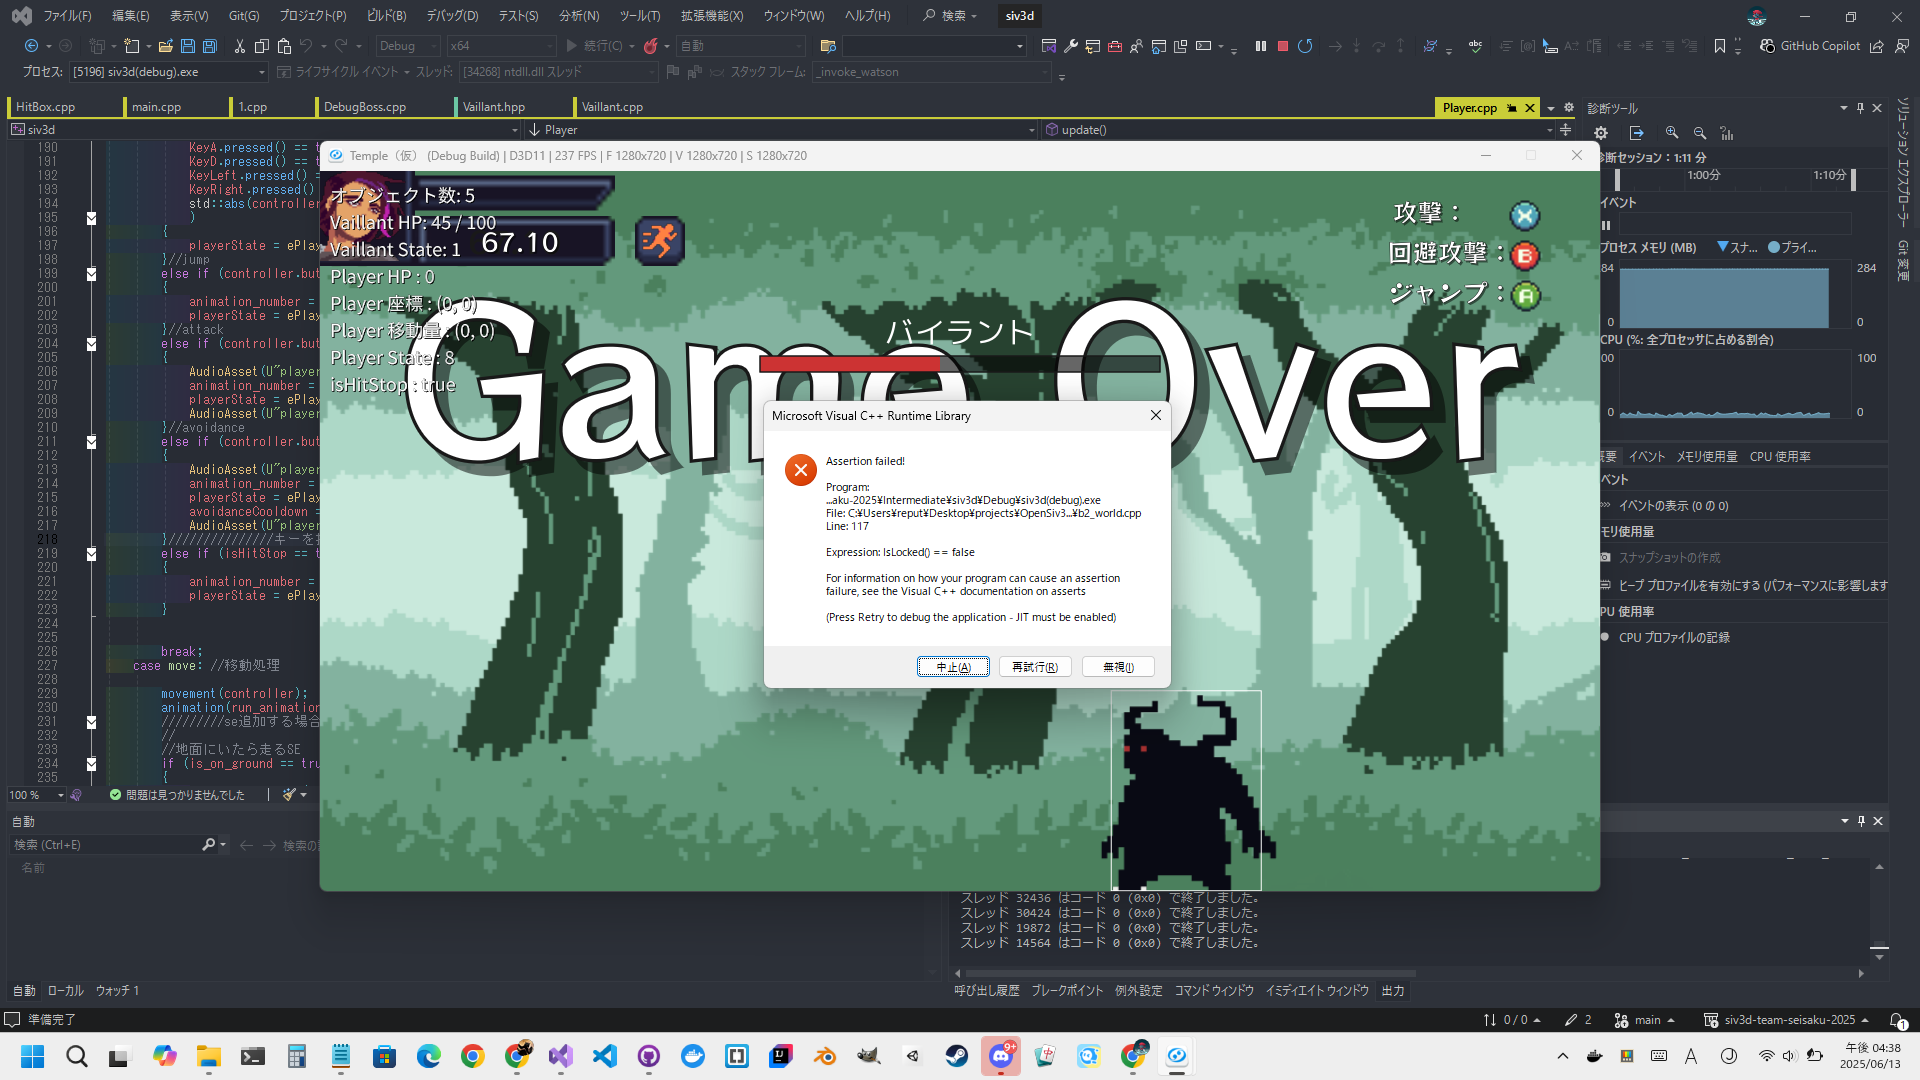 ファイル(F) 編集(E) 表示(V) Git(G) プロジェクト(P) ビルド(B) デバッグ(D) テスト(S) 分析(N) ツール(T) 拡張機能(X) ウィンドウ(W) ヘルプ(H) 検索 siv3d
Debug x64 続行(C) 自動 GitHub Copilot
プロセス: [5196] siv3d(debug).exe ライフサイクル イベント スレッド: [34268] ntdll.dll スレッド スタック フレーム: _invoke_watson
HitBox.cpp main.cpp 1.cpp DebugBoss.cpp Vaillant.hpp Vaillant.cpp Player.cpp
siv3d Player update()
190 KeyA.pressed() == t
191 KeyD.pressed() == t
192 KeyLeft.pressed() =
193 KeyRight.pressed()
194 std::abs(controller
195 )
196 {
197 playerState = ePlay
198 }//jump
199 else if (controller.but
200 {
201 animation_number =
202 playerState = ePlay
203 }//attack
204 else if (controller.but
205 {
206 AudioAsset(U"player
207 animation_number =
208 playerState = ePlay
209 AudioAsset(U"player
210 }//avoidance
211 else if (controller.but
212 {
213 AudioAsset(U"player
214 animation_number =
215 playerState = ePlay
216 avoidanceCooldown =
217 AudioAsset(U"player
218 }///////////////キーを
219 else if (isHitStop == t
220 {
221 animation_number =
222 playerState = ePlay
223 }
224
225
226 break;
227 case move: //移動処理
228
229 movement(controller);
230 animation(run_animation
231 /////////se追加する場合
232 //
233 //地面にいたら走るSE
234 if (is_on_ground == tru
235 {
100 % 問題は見つかりませんでした
Temple（仮） (Debug Build) | D3D11 | 237 FPS | F 1280x720 | V 1280x720 | S 1280x720
オブジェクト数: 5
Vaillant HP: 45 / 100
Vaillant State: 1
67.10
Player HP : 0
Player 座標 : (0, 0)
Player 移動量 : (0, 0)
Player State : 8
isHitStop : true
攻撃： X
回避攻撃： B
ジャンプ： A
バイラント
Game Over
Microsoft Visual C++ Runtime Library
Assertion failed!
Program:
...aku-2025¥Intermediate¥siv3d¥Debug¥siv3d(debug).exe
File: C:¥Users¥reput¥Desktop¥projects¥OpenSiv3...¥b2_world.cpp
Line: 117
Expression: IsLocked() == false
For information on how your program can cause an assertion
failure, see the Visual C++ documentation on asserts
(Press Retry to debug the application - JIT must be enabled)
中止(A) 再試行(R) 無視(I)
診断ツール
断セッション：1:11 分
1:00分 1:10分
イベント
プロセス メモリ (MB) スナ... プライ...
84 284
0 0
CPU (%: 全プロセッサに占める割合)
00 100
0 0
概要 イベント メモリ使用量 CPU 使用率
ベント
イベントの表示 (0 の 0)
モリ使用量
スナップショットの作成
ヒープ プロファイルを有効にする (パフォーマンスに影響します
PU 使用率
CPU プロファイルの記録
ソリューション エクスプローラー
Git 変更
自動
検索 (Ctrl+E) 検索の
名前
自動 ローカル ウォッチ 1
スレッド 32436 はコード 0 (0x0) で終了しました。
スレッド 30424 はコード 0 (0x0) で終了しました。
スレッド 19872 はコード 0 (0x0) で終了しました。
スレッド 14564 はコード 0 (0x0) で終了しました。
呼び出し履歴 ブレークポイント 例外設定 コマンド ウィンドウ イミディエイト ウィンドウ 出力
準備完了 0 / 0 2 main siv3d-team-seisaku-2025 1
9+ A 午後 04:38
2025/06/13